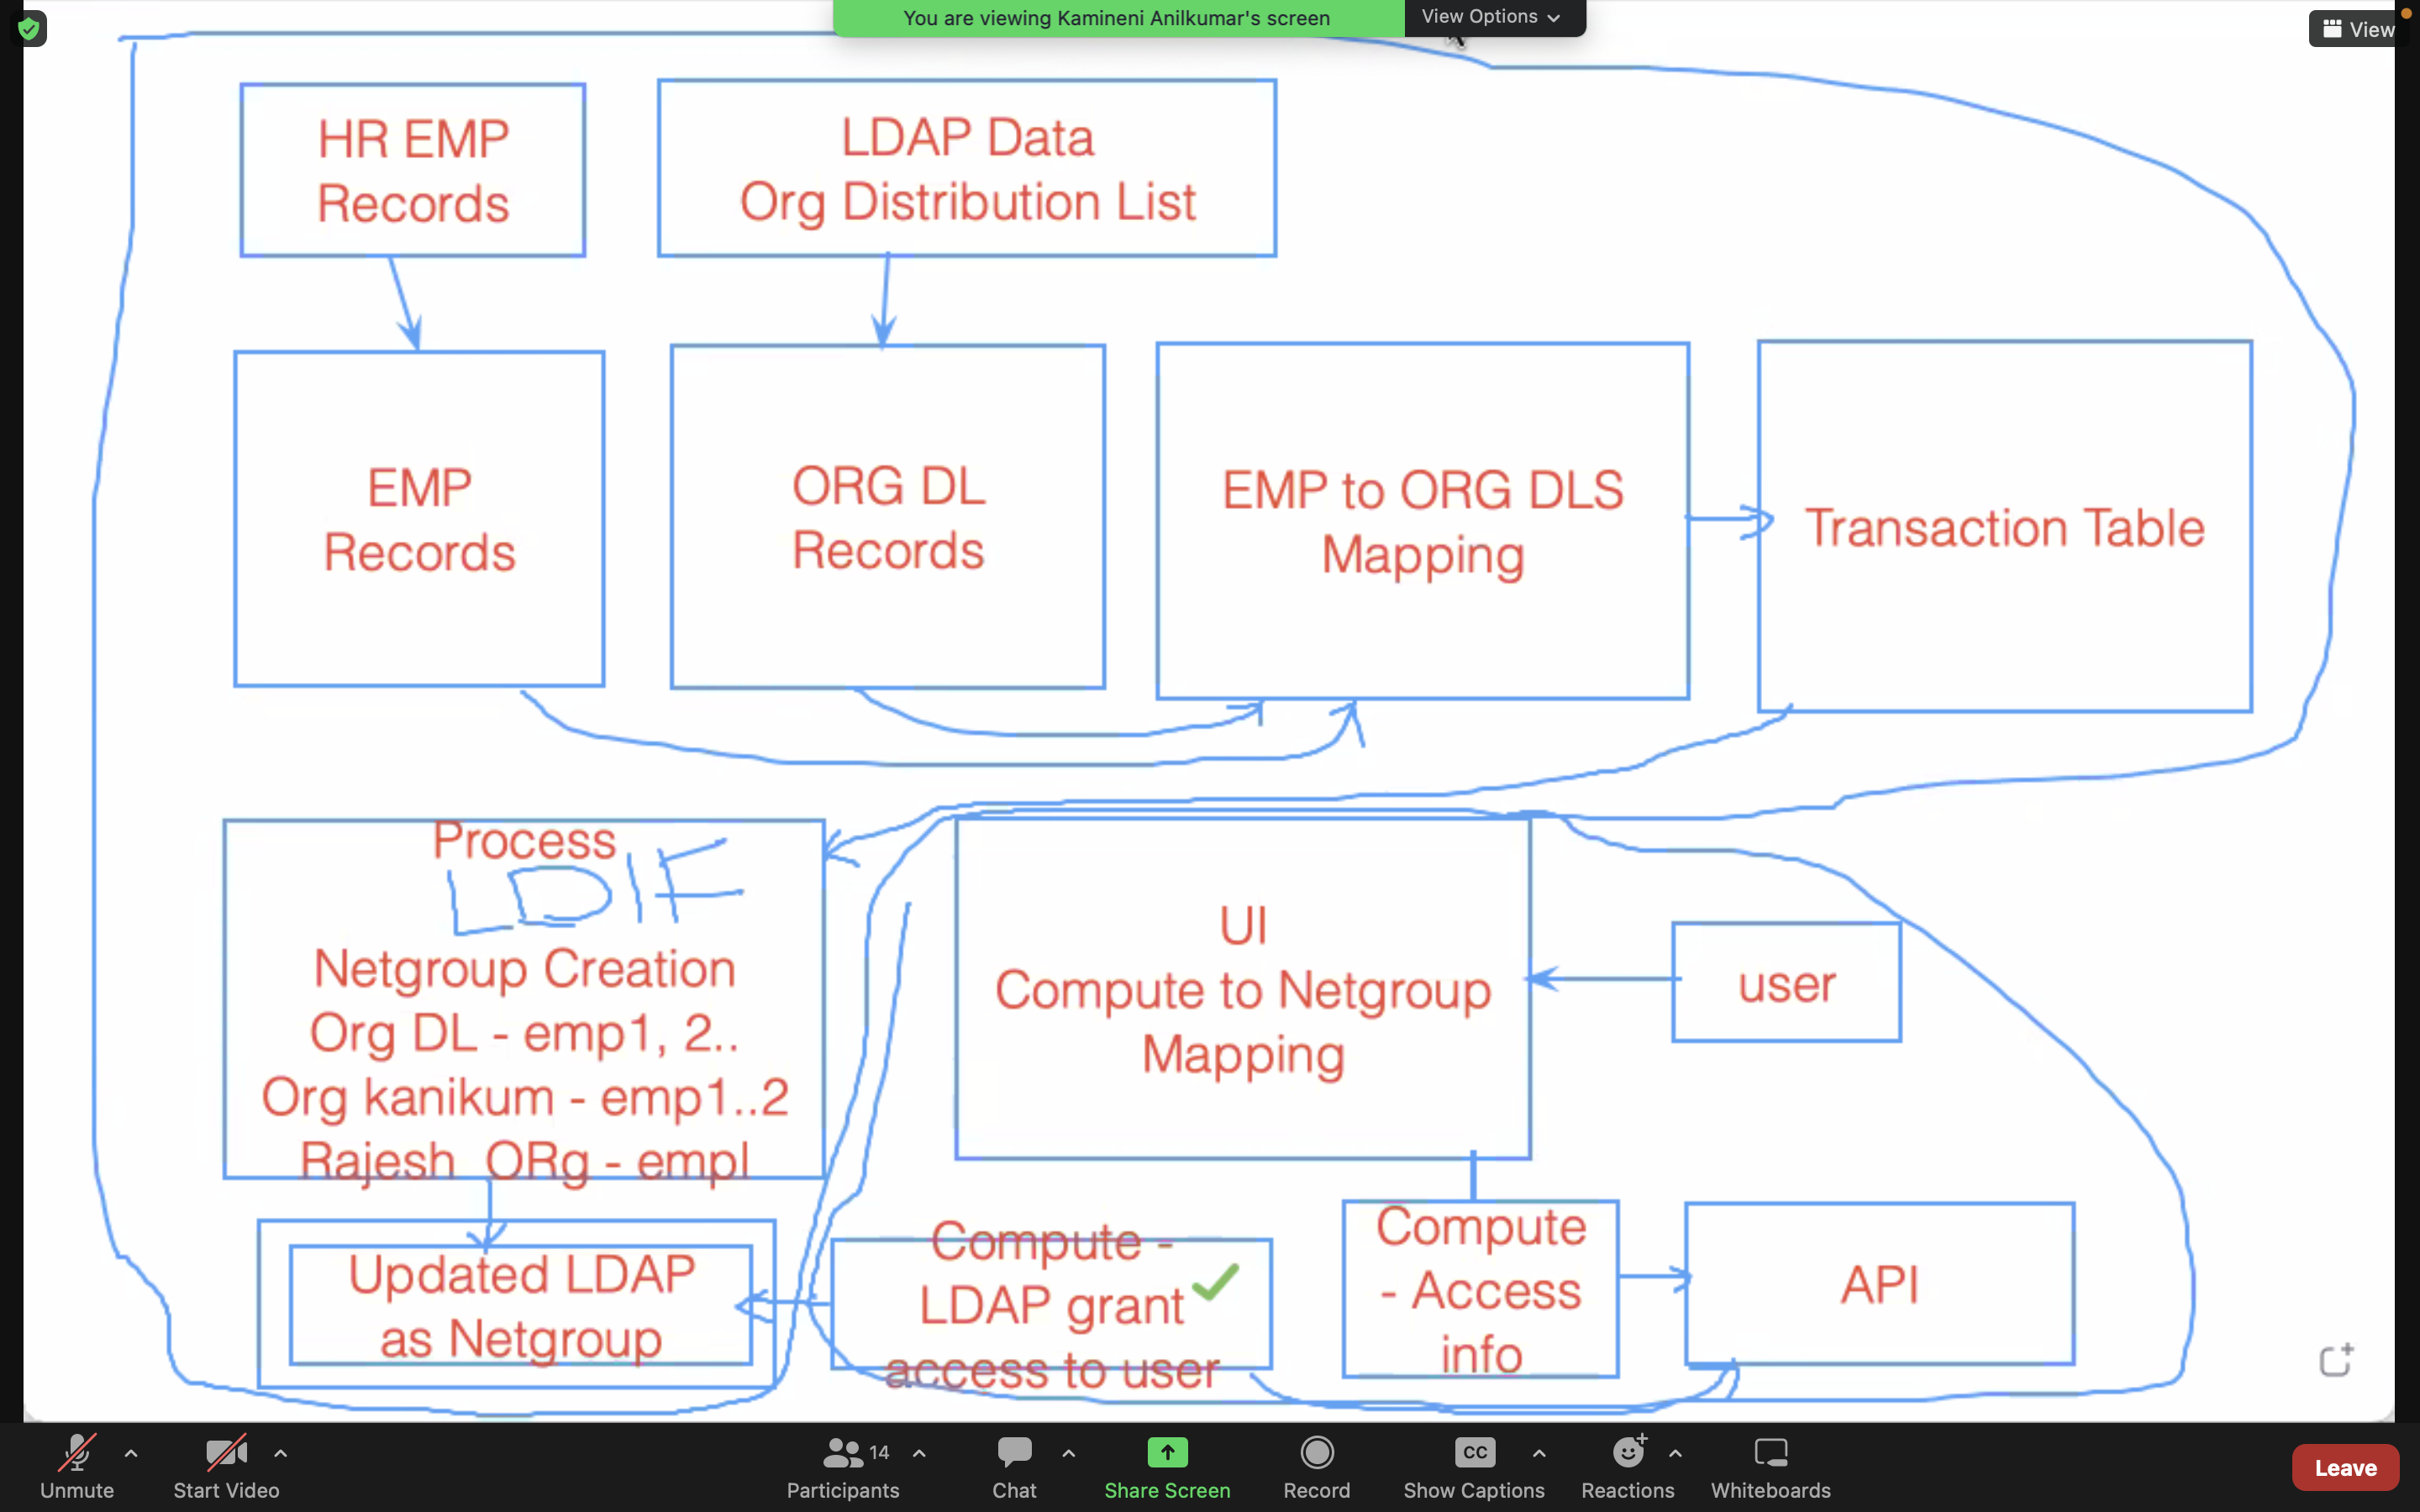 You are viewing Kamineni Anilkumar's screen
View Options
View
HR EMP
Records
LDAP Data
Org Distribution List
EMP
Records
ORG DL
Records
EMP to ORG DLS
Mapping
Transaction Table
Process
LDIF
Netgroup Creation
Org DL - emp1, 2..
Org kanikum - emp1..2
Rajesh ORg - empl
UI
Compute to Netgroup
Mapping
user
Updated LDAP
as Netgroup
Compute -
LDAP grant
access to user
Compute
- Access
info
API
Unmute
Start Video
14
Participants
Chat
Share Screen
Record
CC
Show Captions
Reactions
Whiteboards
Leave